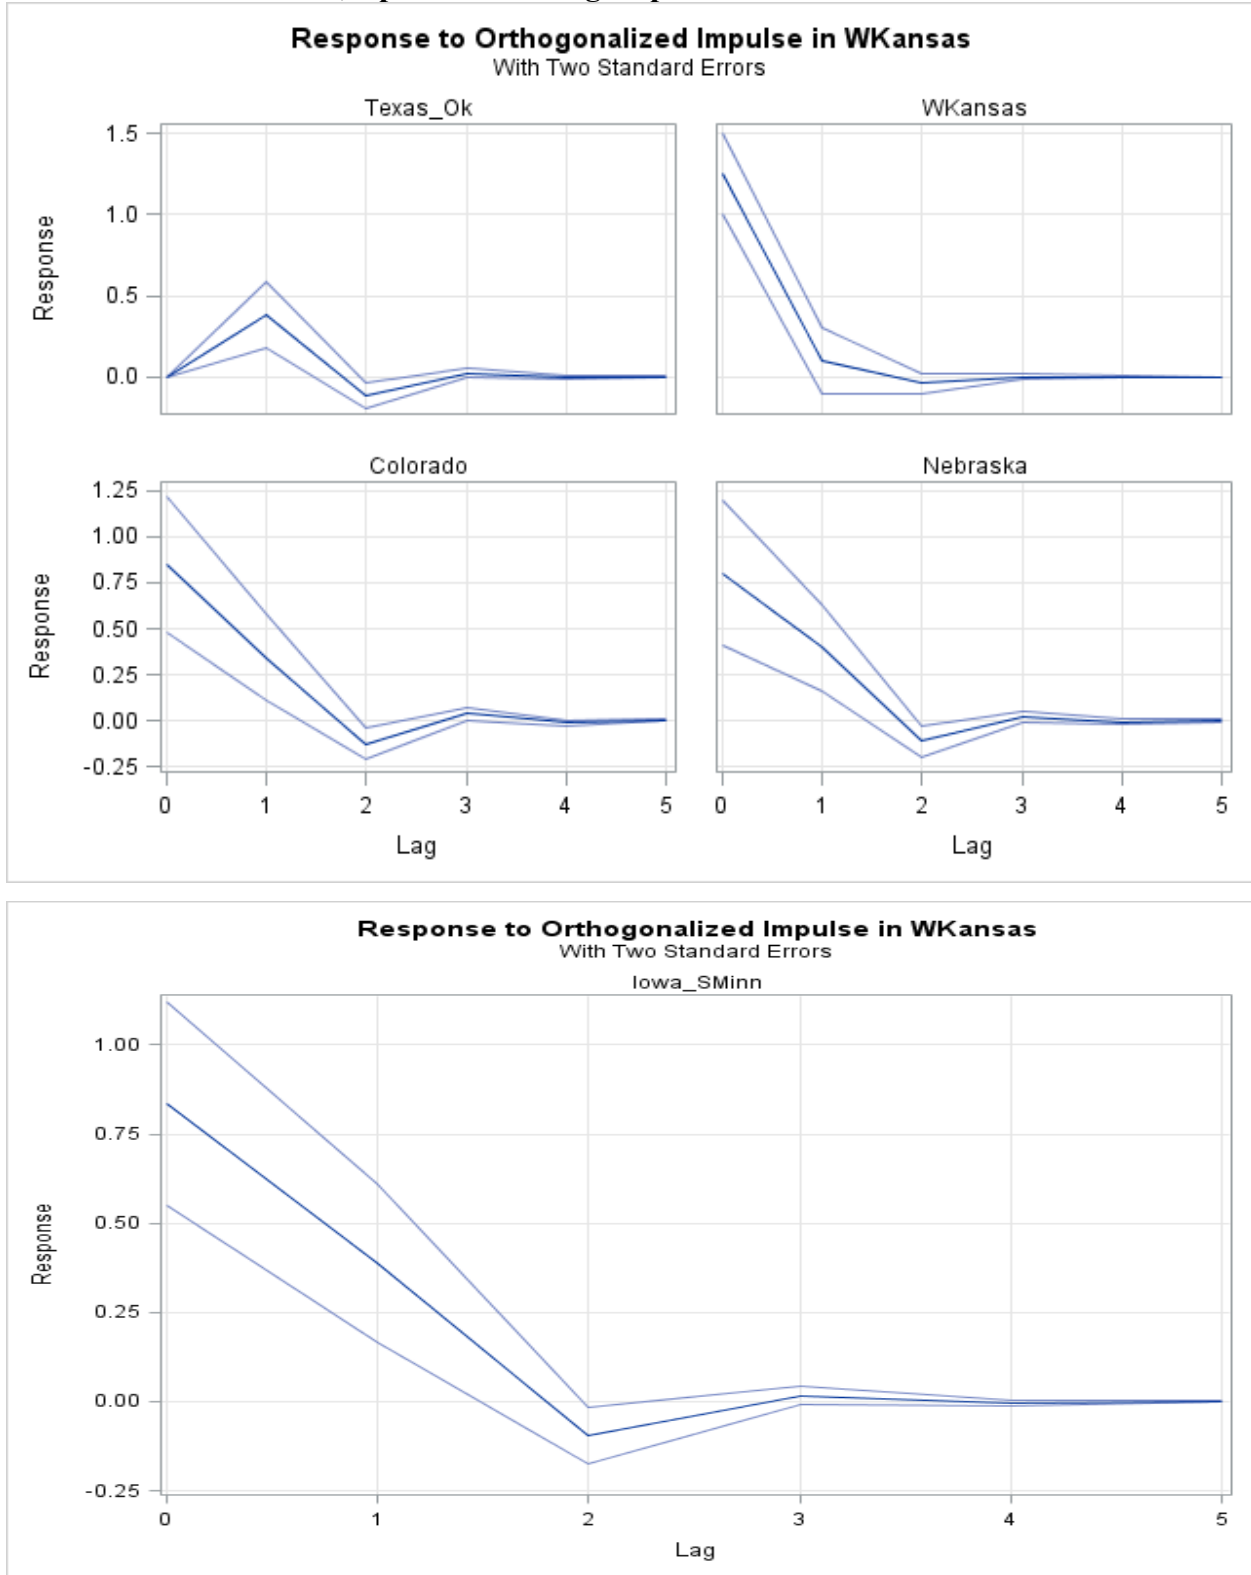 Response to Orthogonalized Impulse in WKansas
With Two Standard Errors
Texas_Ok
WKansas
Response
1.5
1.0
0.5
0.0
Colorado
Nebraska
Response
1.25
1.00
0.75
0.50
0.25
0.00
-0.25
0 1 2 3 4 5
0 1 2 3 4 5
Lag
Lag
Response to Orthogonalized Impulse in WKansas
With Two Standard Errors
Iowa_SMinn
Response
1.00
0.75
0.50
0.25
0.00
-0.25
0 1 2 3 4 5
Lag